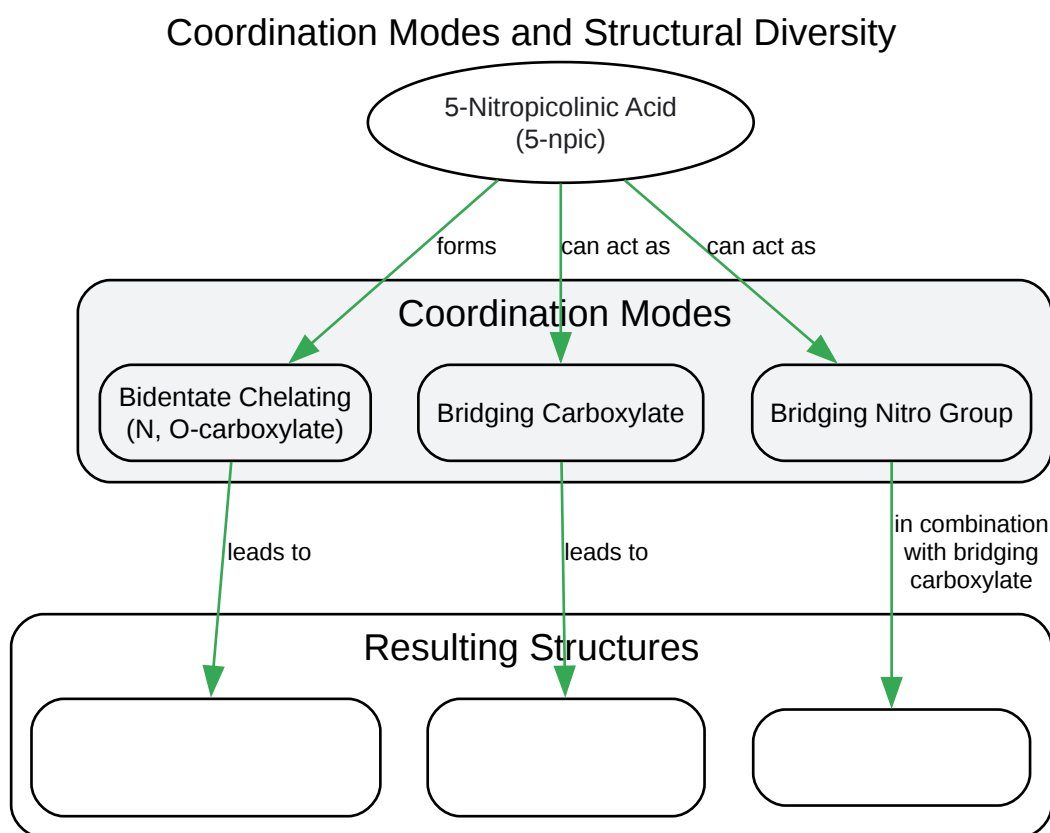 Coordination Modes and Structural Diversity
5-Nitropicolinic Acid
(5-npic)
forms
can act as
can act as
Coordination Modes
Bidentate Chelating
(N, O-carboxylate)
Bridging Carboxylate
Bridging Nitro Group
leads to
leads to
in combination
with bridging
carboxylate
Resulting Structures